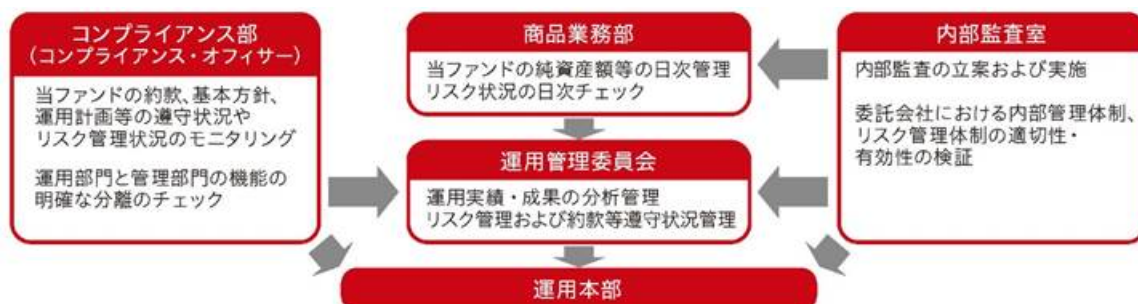 コンプライアンス部
(コンプライアンス・オフィサー)
当ファンドの約款、基本方針、
運用計画等の遵守状況や
リスク管理状況のモニタリング
運用部門と管理部門の機能の
明確な分離のチェック
商品業務部
当ファンドの純資産額等の日次管理
リスク状況の日次チェック
運用管理委員会
運用実績・成果の分析管理
リスク管理および約款等遵守状況管理
内部監査室
内部監査の立案および実施
委託会社における内部管理体制、
リスク管理体制の適切性・
有効性の検証
運用本部